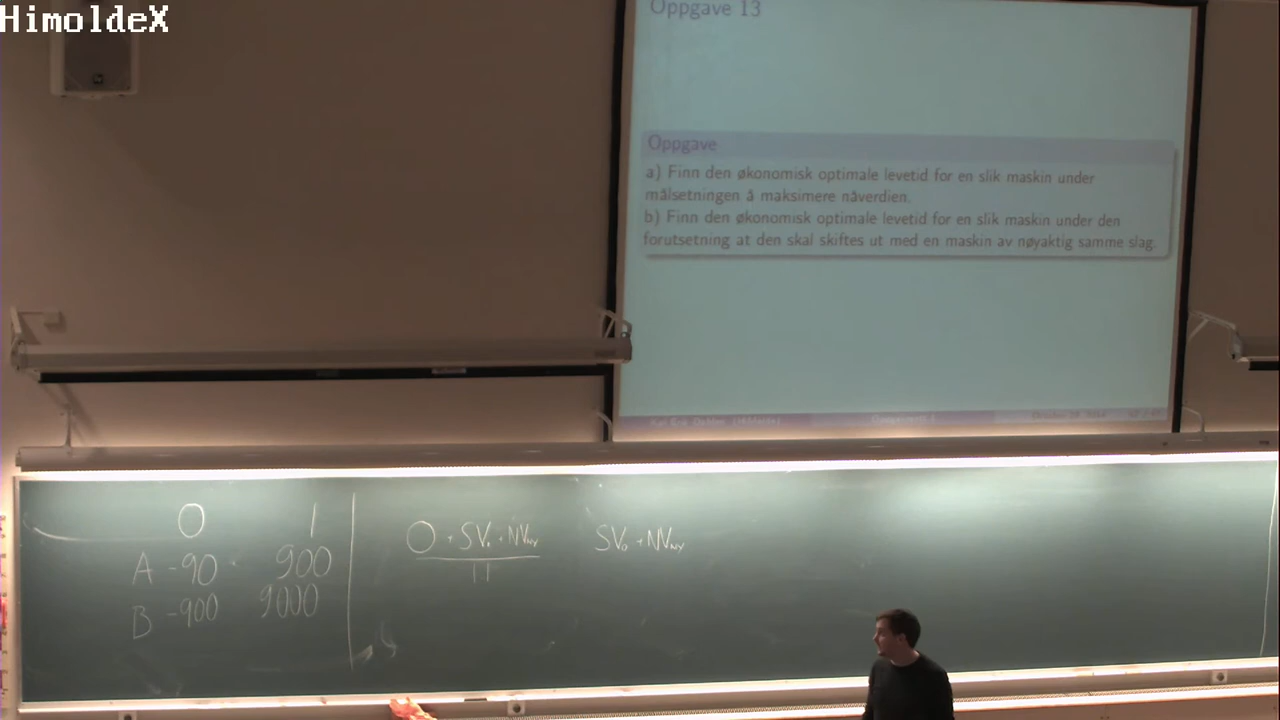 HimoldeX
Oppgave 13
Oppgave
a) Finn den økonomisk optimale levetid for en slik maskin under
målsetningen å maksimere nåverdien.
b) Finn den økonomisk optimale levetid for en slik maskin under den
forutsetning at den skal skiftes ut med en maskin av nøyaktig samme slag.
0 1
A -90 900
B -900 9000
0 + SV₁ + NVNY
1.1
SV₀ + NVNY